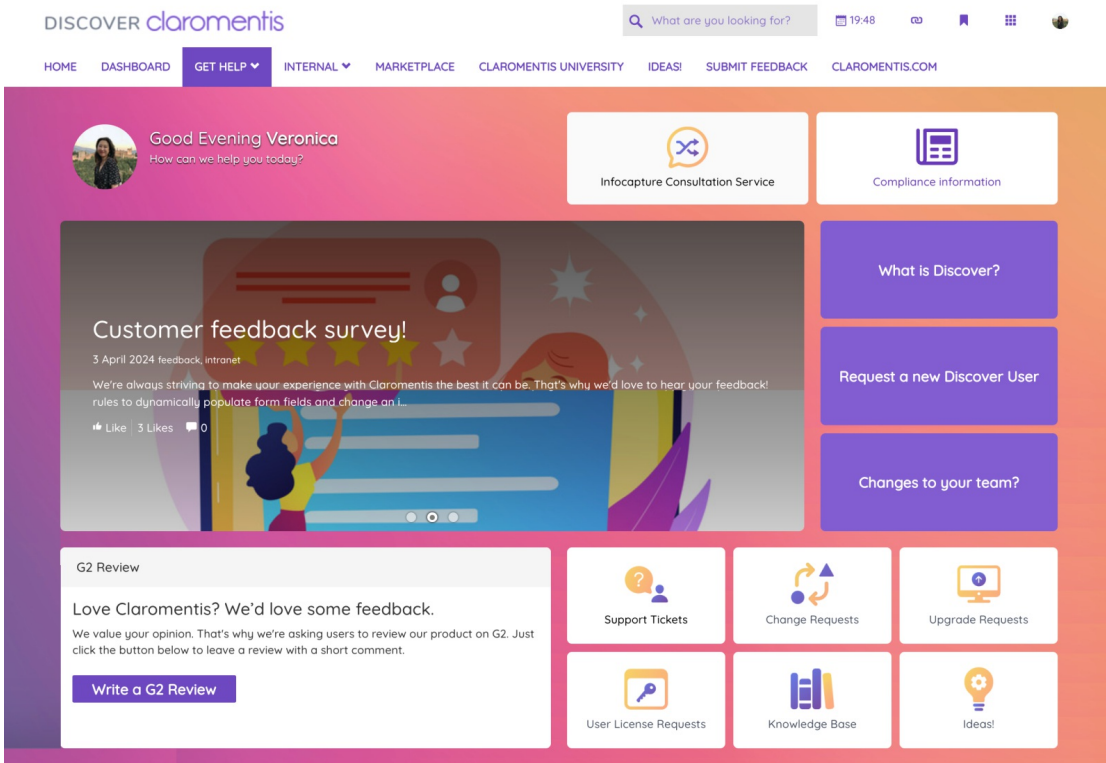 DISCOVER claromentis
What are you looking for?
19:48
HOME
DASHBOARD
GET HELP
INTERNAL
MARKETPLACE
CLAROMENTIS UNIVERSITY
IDEAS!
SUBMIT FEEDBACK
CLAROMENTIS.COM
Good Evening Veronica
How can we help you today?
Infocapture Consultation Service
Compliance information
Customer feedback survey!
3 April 2024 feedback, intranet
We're always striving to make your experience with Claromentis the best it can be. That's why we'd love to hear your feedback!
rules to dynamically populate form fields and change an i...
Like 3 Likes 0
What is Discover?
Request a new Discover User
Changes to your team?
G2 Review
Love Claromentis? We'd love some feedback.
We value your opinion. That's why we're asking users to review our product on G2. Just
click the button below to leave a review with a short comment.
Write a G2 Review
Support Tickets
Change Requests
Upgrade Requests
User License Requests
Knowledge Base
Ideas!